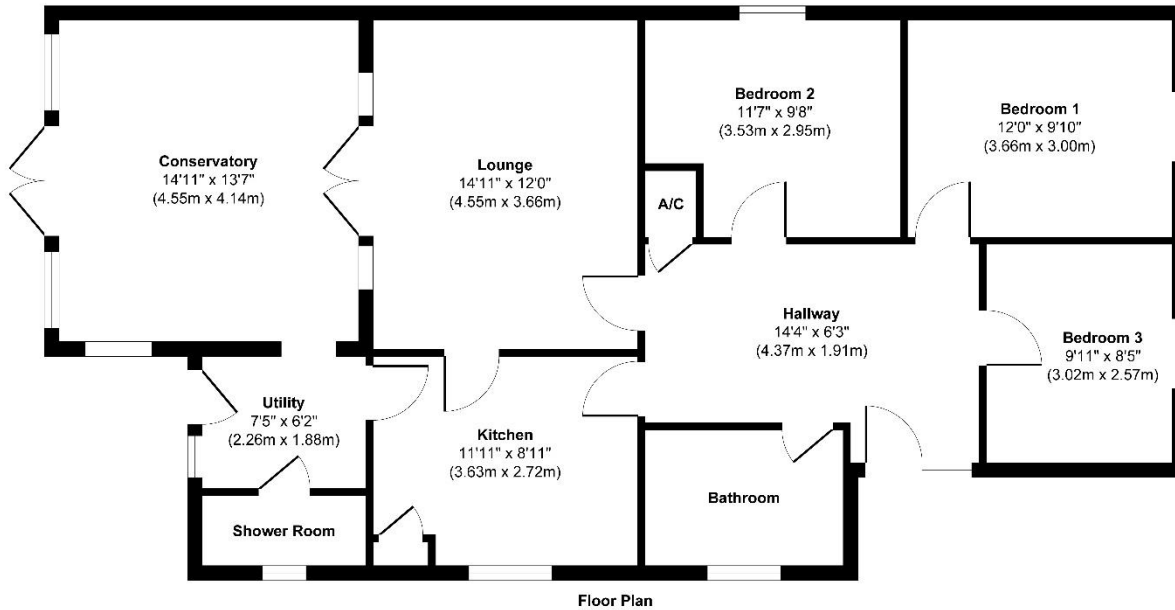 Conservatory
14'11" x 13'7"
(4.55m x 4.14m)
Lounge
14'11" x 12'0"
(4.55m x 3.66m)
Bedroom 2
11'7" x 9'8"
(3.53m x 2.95m)
Bedroom 1
12'0" x 9'10"
(3.66m x 3.00m)
A/C
Hallway
14'4" x 6'3"
(4.37m x 1.91m)
Bedroom 3
9'11" x 8'5"
(3.02m x 2.57m)
Utility
7'5" x 6'2"
(2.26m x 1.88m)
Kitchen
11'11" x 8'11"
(3.63m x 2.72m)
Bathroom
Shower Room
Floor Plan